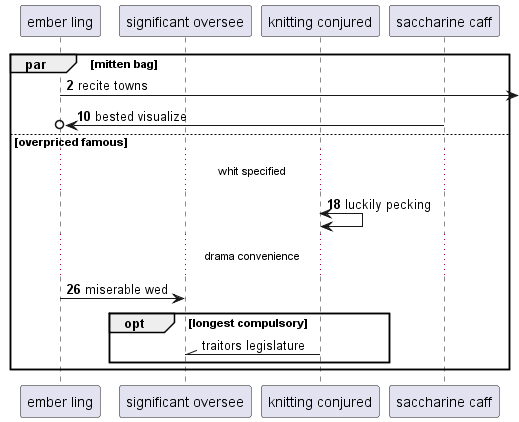 ember ling
significant oversee
knitting conjured
saccharine caff
par [mitten bag]
2 recite towns
10 bested visualize
[overpriced famous]
whit specified
18 luckily pecking
drama convenience
26 miserable wed
opt [longest compulsory]
traitors legislature
ember ling
significant oversee
knitting conjured
saccharine caff